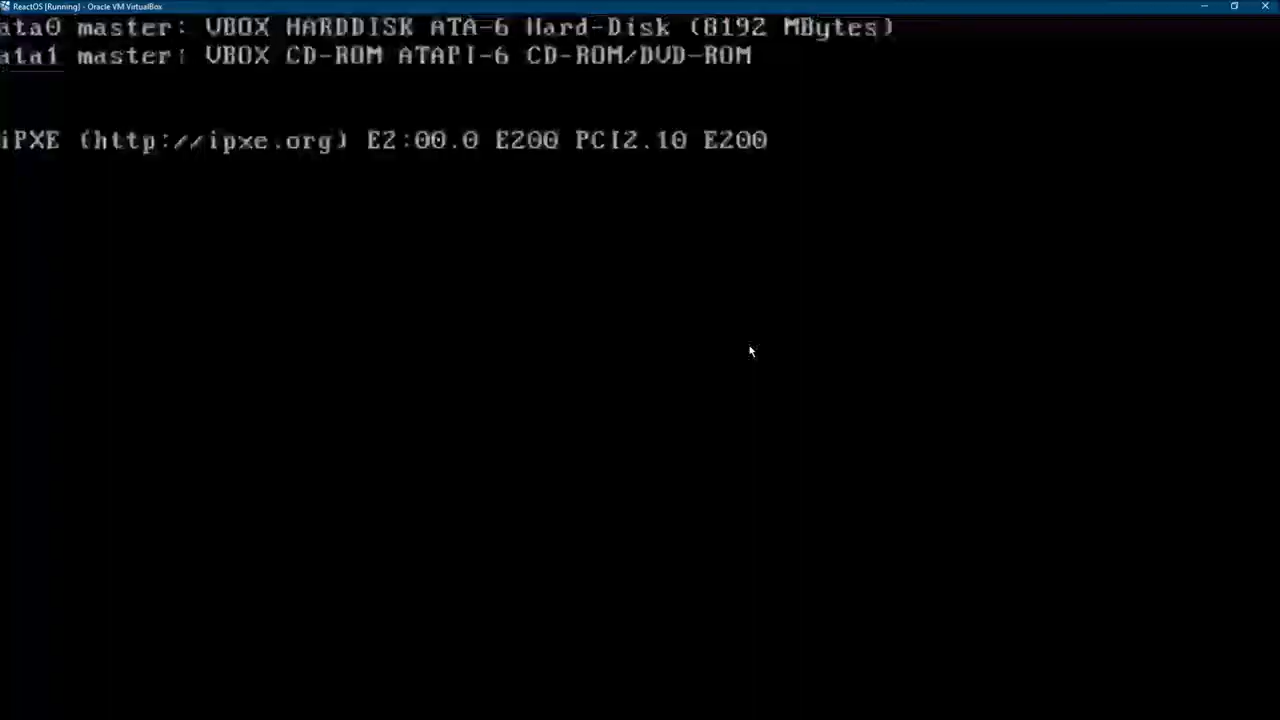 ReactOS [Running] - Oracle VM VirtualBox
ata0 master: VBOX HARDDISK ATA-6 Hard-Disk (8192 MBytes)
ata1 master: VBOX CD-ROM ATAPI-6 CD-ROM/DVD-ROM
iPXE (http://ipxe.org) E2:00.0 E200 PCI2.10 E200